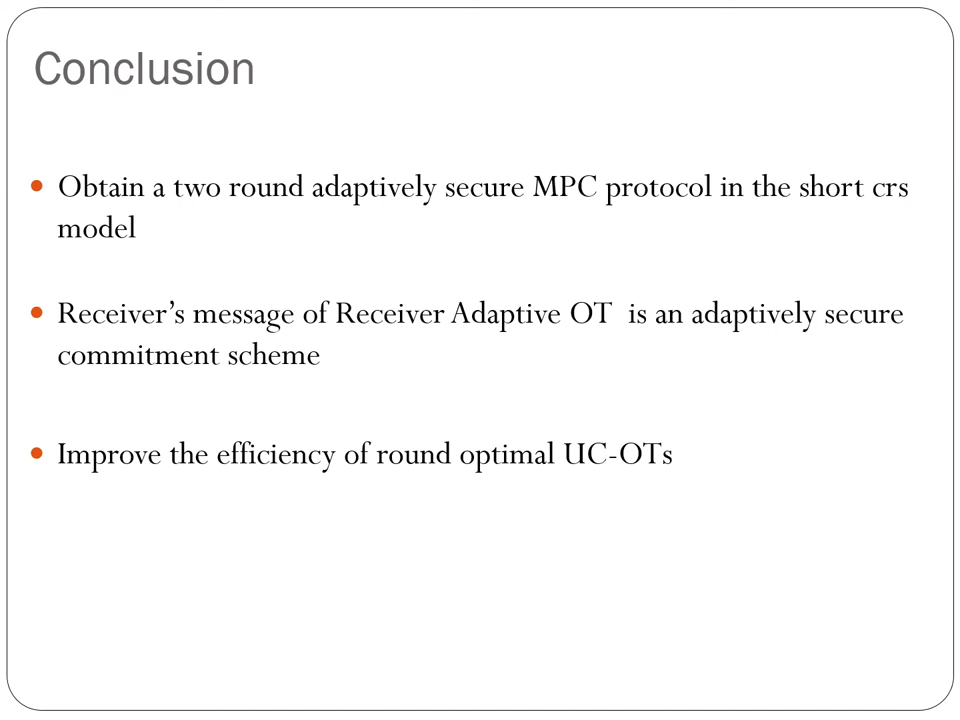 Conclusion
• Obtain a two round adaptively secure MPC protocol in the short crs
model
• Receiver’s message of Receiver Adaptive OT is an adaptively secure
commitment scheme
• Improve the efficiency of round optimal UC-OTs